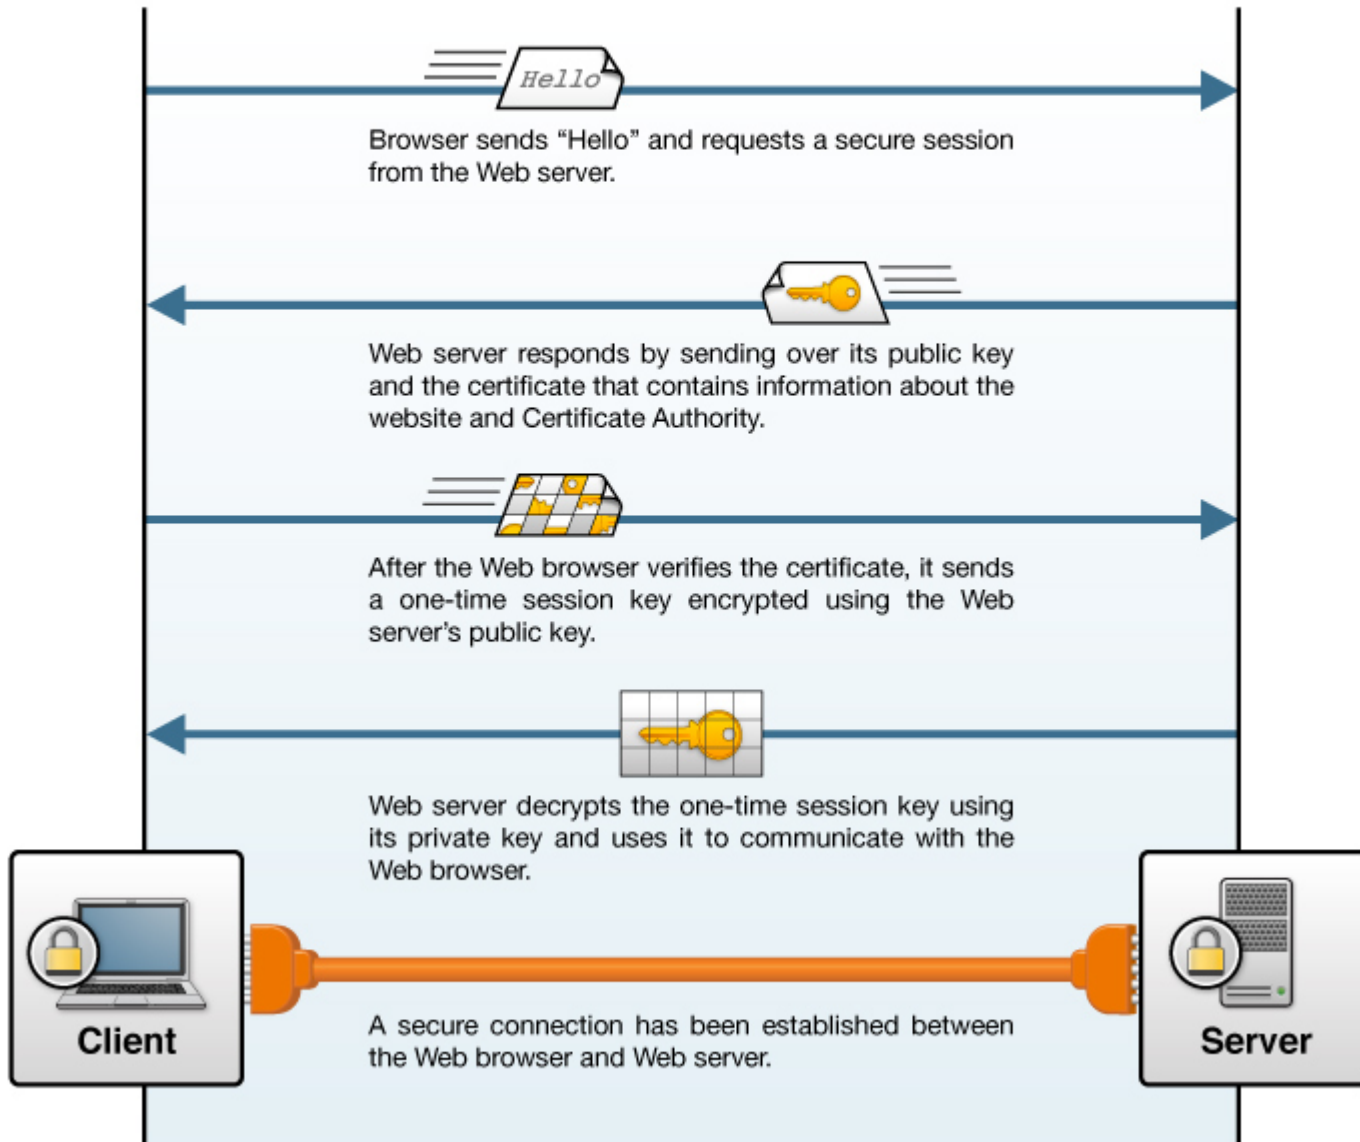 Hello
Browser sends “Hello” and requests a secure session
from the Web server.
Web server responds by sending over its public key
and the certificate that contains information about the
website and Certificate Authority.
After the Web browser verifies the certificate, it sends
a one-time session key encrypted using the Web
server’s public key.
Web server decrypts the one-time session key using
its private key and uses it to communicate with the
Web browser.
Client
Server
A secure connection has been established between
the Web browser and Web server.